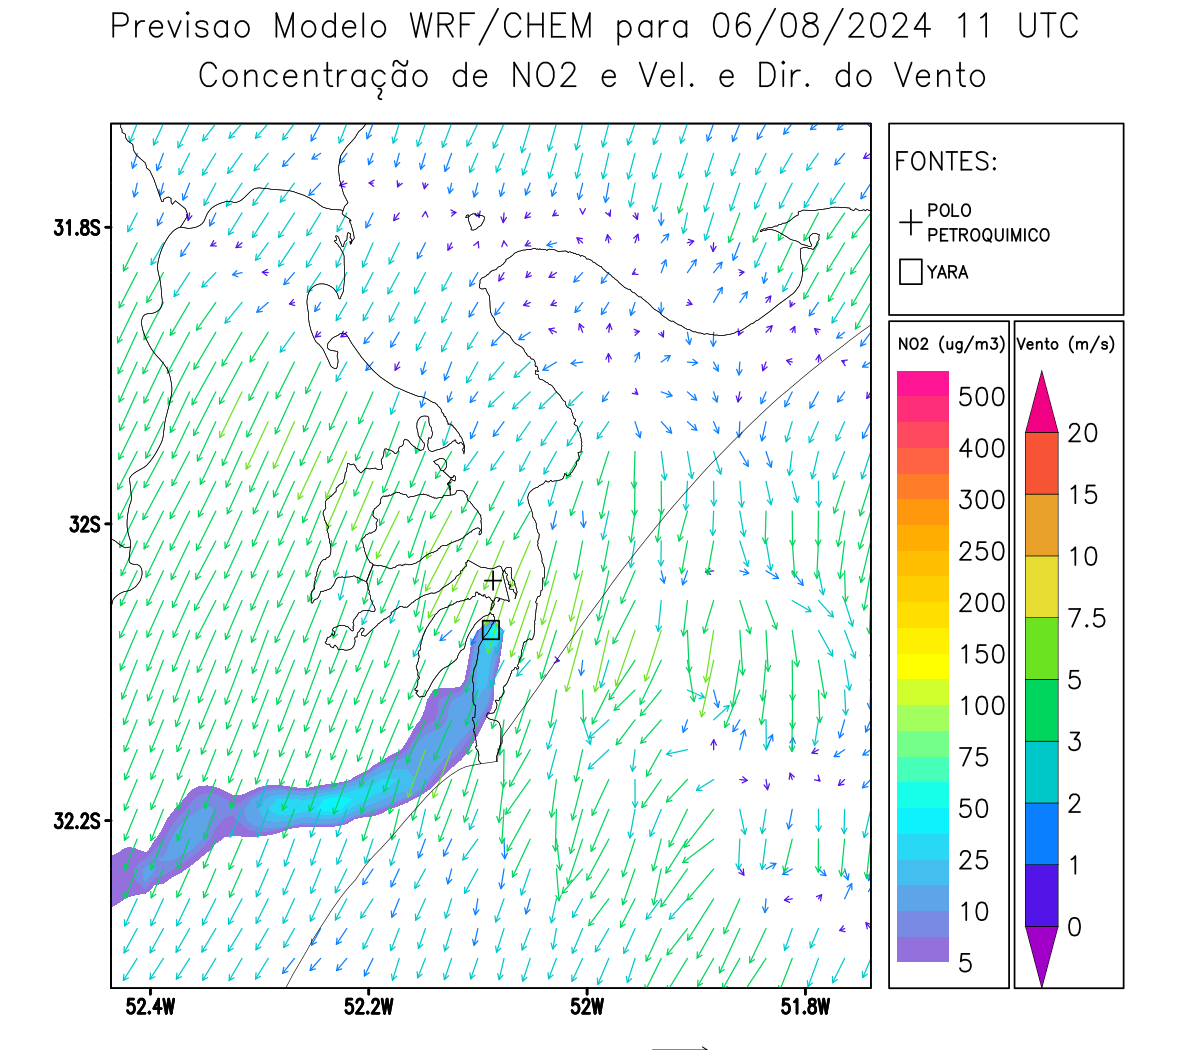 Previsao Modelo WRF/CHEM para 06/08/2024 11 UTC
Concentração de NO2 e Vel. e Dir. do Vento
FONTES:
POLO
PETROQUIMICO
YARA
NO2 (ug/m3)
500
400
300
250
200
150
100
75
50
25
10
5
Vento (m/s)
20
15
10
7.5
5
3
2
1
0
31.8S
32S
32.2S
52.4W
52.2W
52W
51.8W